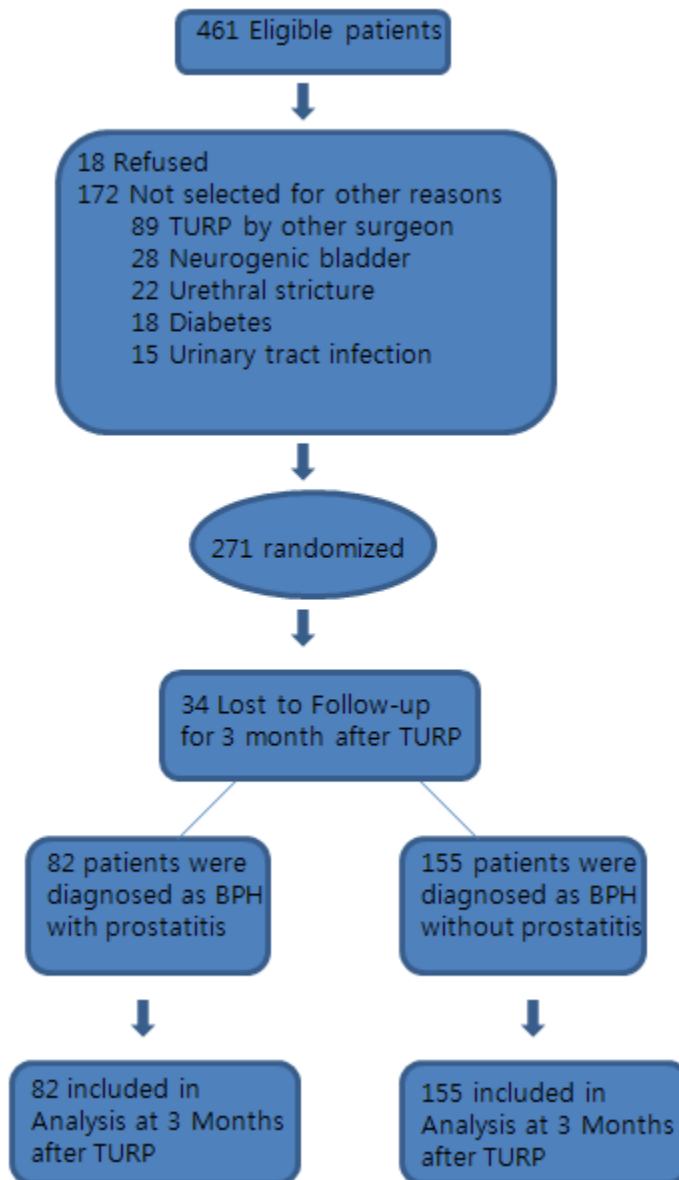 461 Eligible patients
18 Refused
172 Not selected for other reasons
89 TURP by other surgeon
28 Neurogenic bladder
22 Urethral stricture
18 Diabetes
15 Urinary tract infection
271 randomized
34 Lost to Follow-up
for 3 month after TURP
82 patients were
diagnosed as BPH
with prostatitis
155 patients were
diagnosed as BPH
without prostatitis
82 included in
Analysis at 3 Months
after TURP
155 included in
Analysis at 3 Months
after TURP